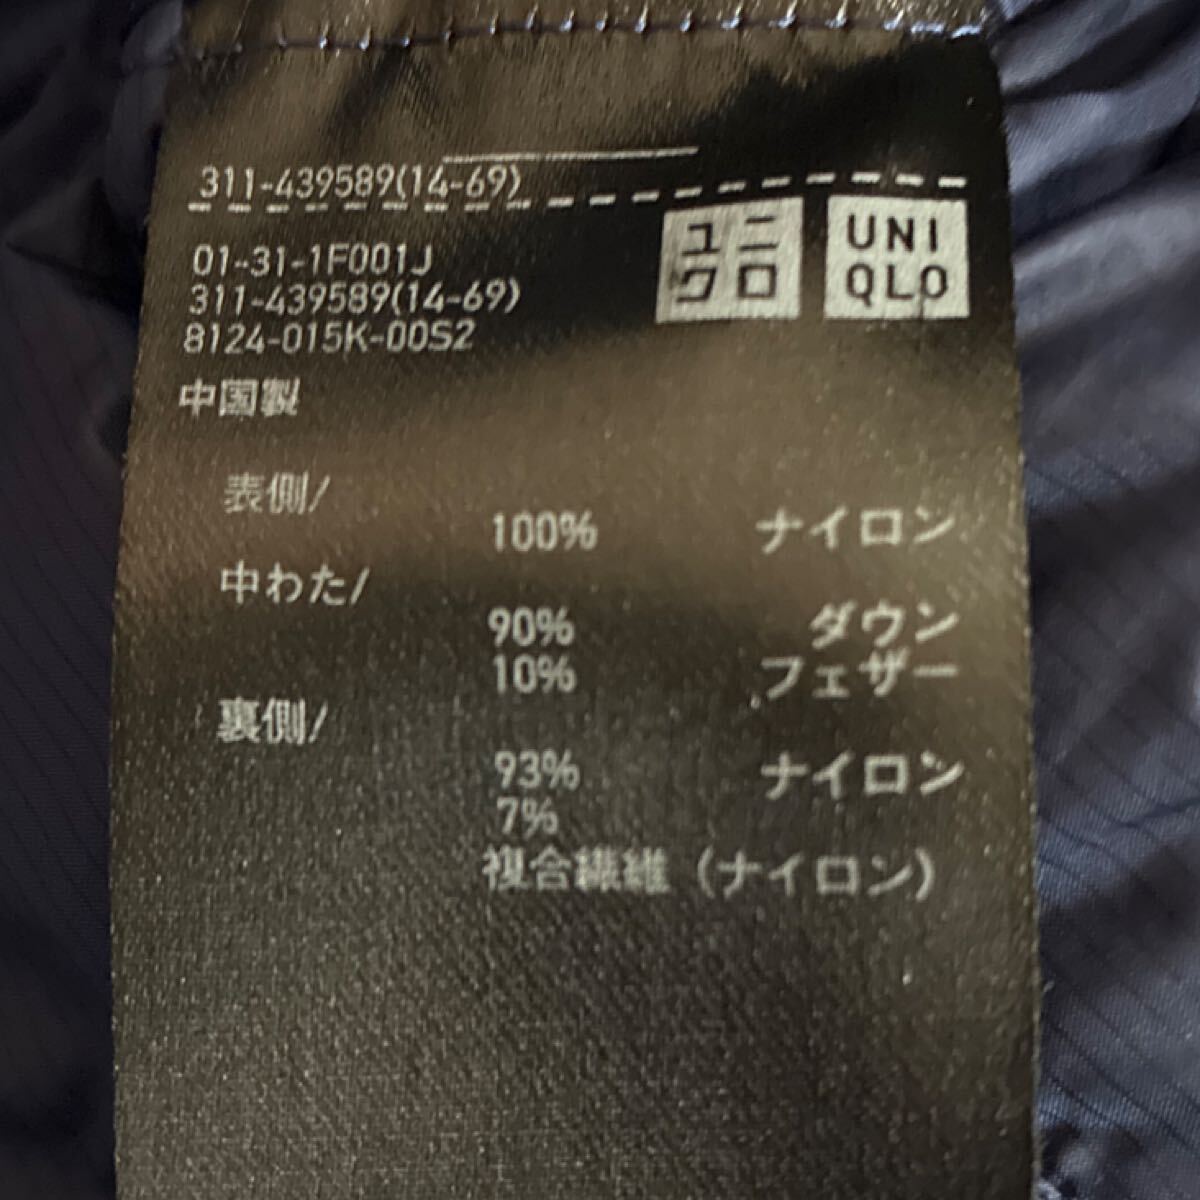 311-439589(14-69)
ユニ
クロ
UNI
QLO
01-31-1F001J
311-439589(14-69)
8124-015K-00S2
中国製
表側/
100% ナイロン
中わた/
90% ダウン
10% フェザー
裏側/
93% ナイロン
7%
複合繊維 (ナイロン)